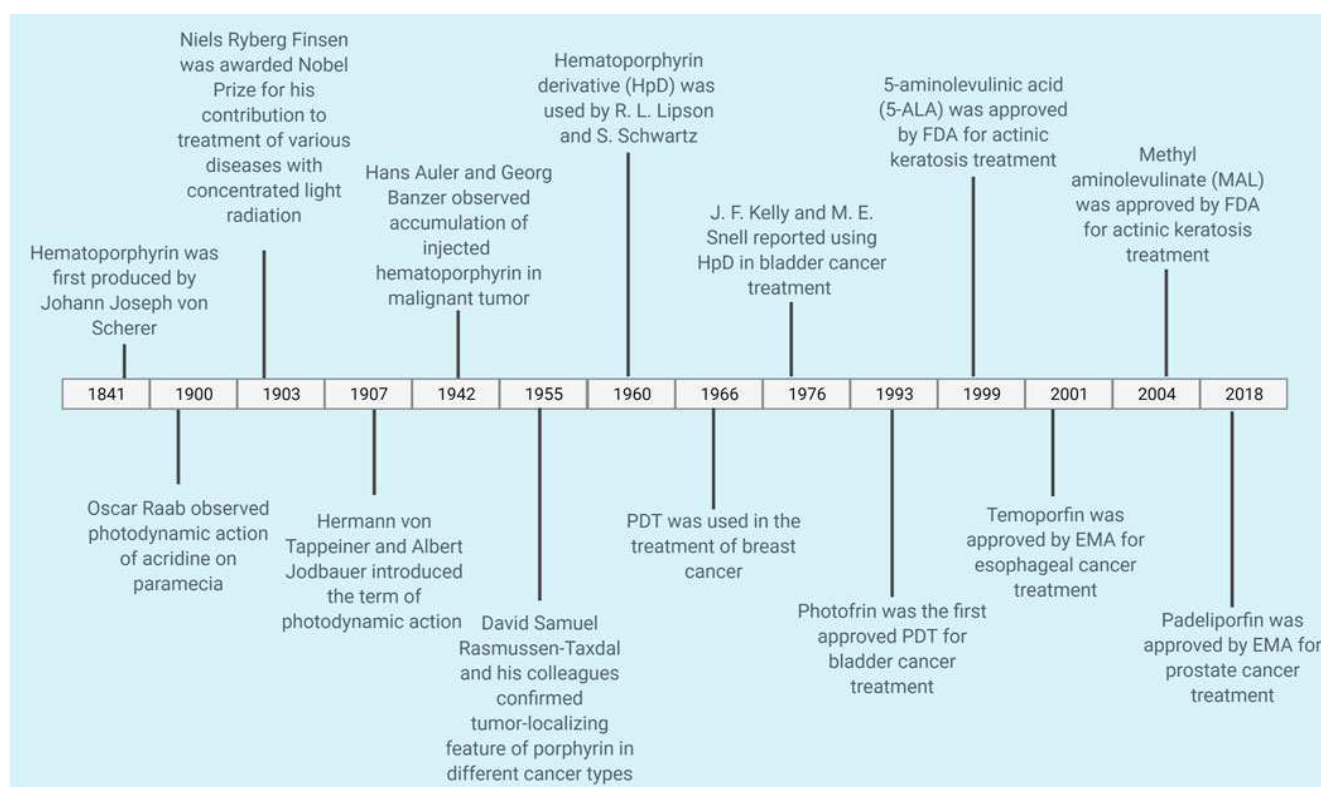 Niels Ryberg Finsen
was awarded Nobel
Prize for his
contribution to
treatment of various
diseases with
concentrated light
radiation
Hematoporphyrin
derivative (HpD) was
used by R. L. Lipson
and S. Schwartz
5-aminolevulinic acid
(5-ALA) was approved
by FDA for actinic
keratosis treatment
Methyl
aminolevulinate (MAL)
was approved by FDA
for actinic keratosis
treatment
Hans Auler and Georg
Banzer observed
accumulation of
injected
hematoporphyrin in
malignant tumor
J. F. Kelly and M. E.
Snell reported using
HpD in bladder cancer
treatment
Hematoporphyrin was
first produced by
Johann Joseph von
Scherer
1841 1900 1903 1907 1942 1955 1960 1966 1976 1993 1999 2001 2004 2018
Oscar Raab observed
photodynamic action
of acridine on
paramecia
Hermann von
Tappeiner and Albert
Jodbauer introduced
the term of
photodynamic action
David Samuel
Rasmussen-Taxdal
and his colleagues
confirmed
tumor-localizing
feature of porphyrin in
different cancer types
PDT was used in the
treatment of breast
cancer
Photofrin was the first
approved PDT for
bladder cancer
treatment
Temoporfin was
approved by EMA for
esophageal cancer
treatment
Padeliporfin was
approved by EMA for
prostate cancer
treatment